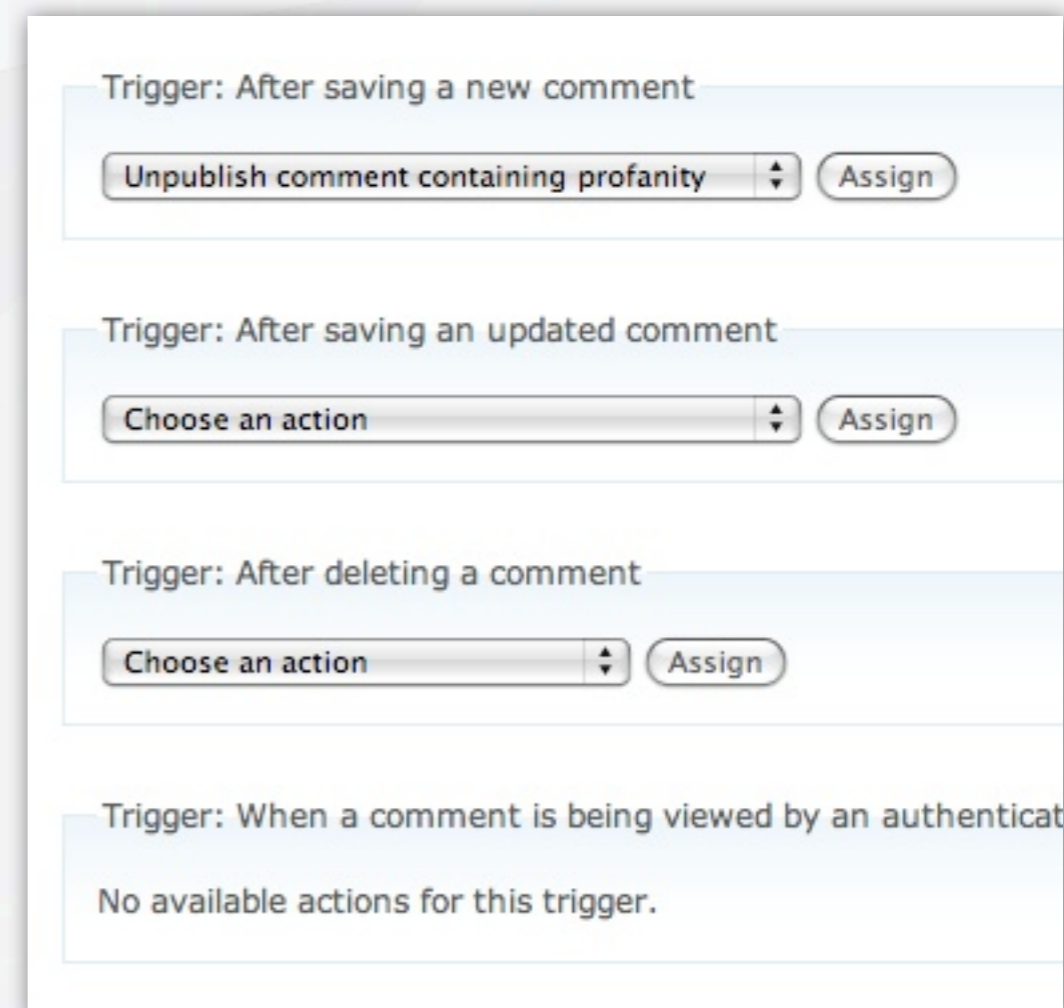 Trigger: After saving a new comment
Unpublish comment containing profanity Assign
Trigger: After saving an updated comment
Choose an action Assign
Trigger: After deleting a comment
Choose an action Assign
Trigger: When a comment is being viewed by an authenticat
No available actions for this trigger.